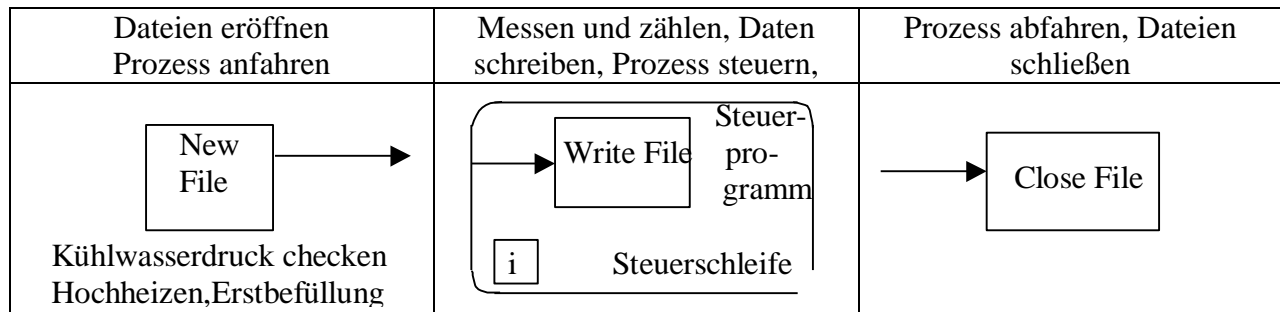 Dateien eröffnen
Prozess anfahren
Messen und zählen, Daten
schreiben, Prozess steuern,
Prozess abfahren, Dateien
schließen
New
File
Kühlwasserdruck checken
Hochheizen,Erstbefüllung
Write File
Steuer-
pro-
gramm
i
Steuerschleife
Close File